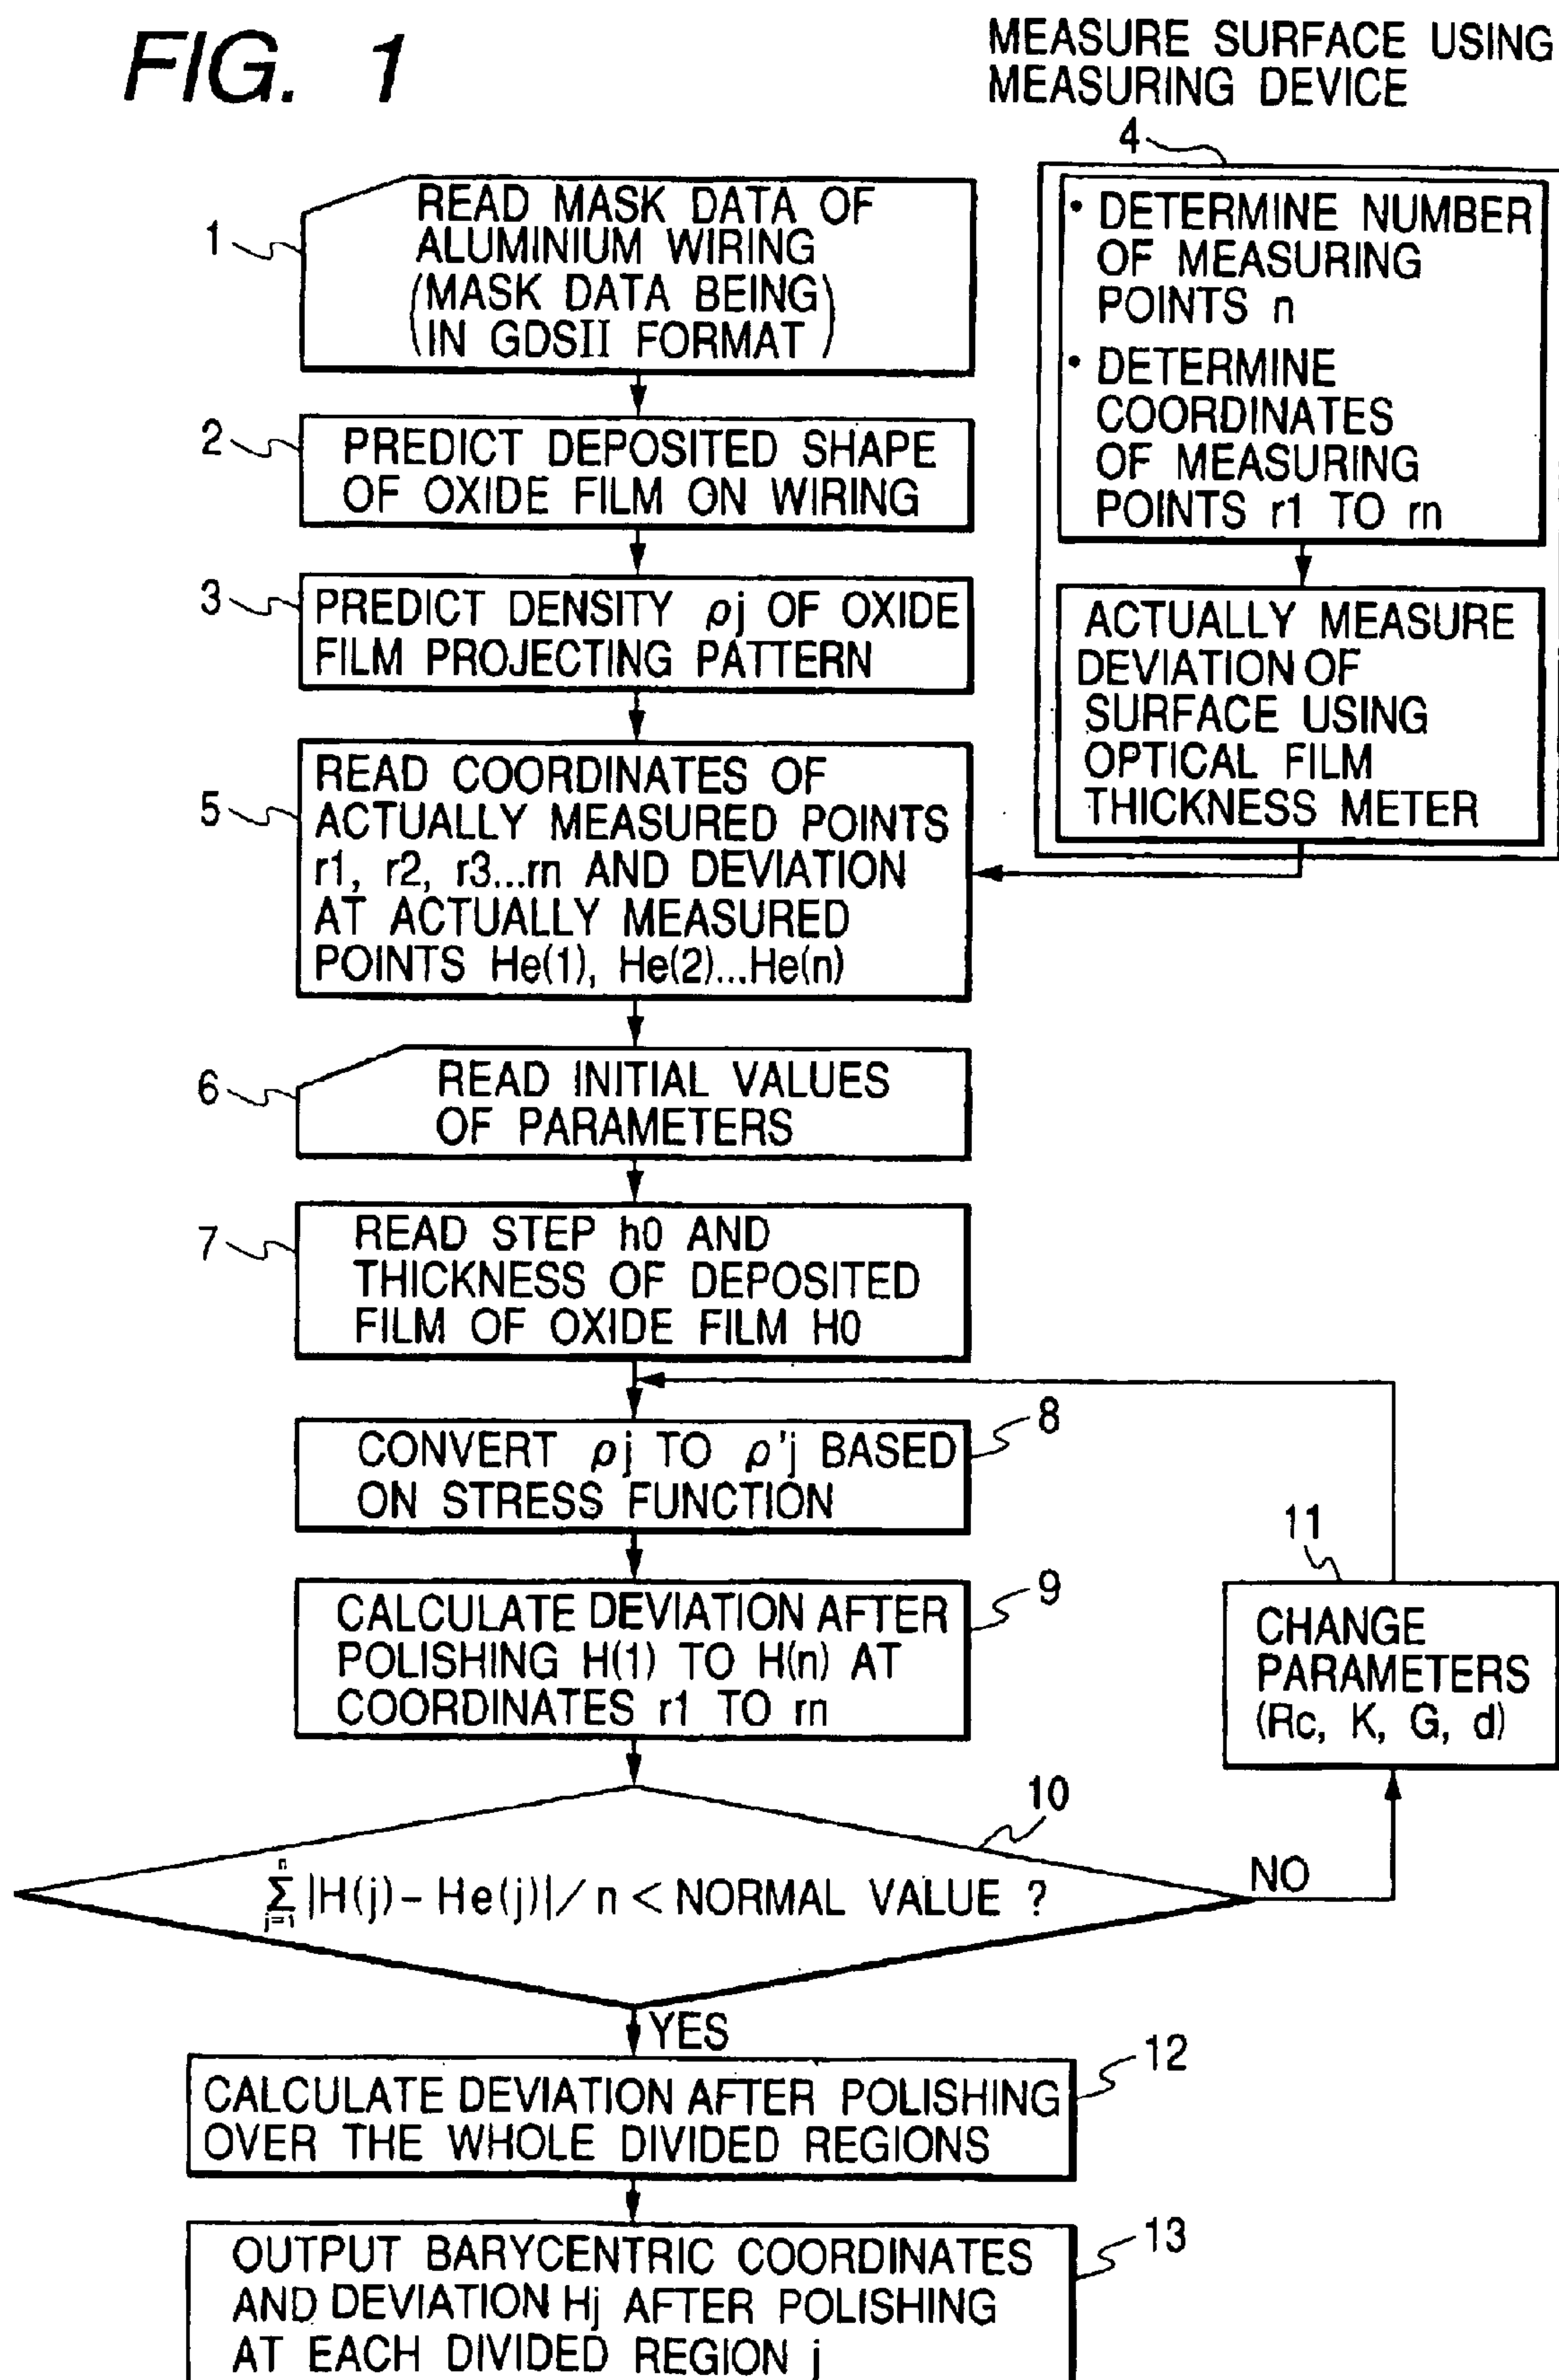 FIG. 1
MEASURE SURFACE USING
MEASURING DEVICE
4
• DETERMINE NUMBER
OF MEASURING
POINTS n
• DETERMINE
COORDINATES
OF MEASURING
POINTS r1 TO rn
ACTUALLY MEASURE
DEVIATION OF
SURFACE USING
OPTICAL FILM
THICKNESS METER
1
READ MASK DATA OF
ALUMINIUM WIRING
(MASK DATA BEING
IN GDSII FORMAT)
2
PREDICT DEPOSITED SHAPE
OF OXIDE FILM ON WIRING
3
PREDICT DENSITY ρj OF OXIDE
FILM PROJECTING PATTERN
5
READ COORDINATES OF
ACTUALLY MEASURED POINTS
r1, r2, r3...rn AND DEVIATION
AT ACTUALLY MEASURED
POINTS He(1), He(2)...He(n)
6
READ INITIAL VALUES
OF PARAMETERS
7
READ STEP h0 AND
THICKNESS OF DEPOSITED
FILM OF OXIDE FILM H0
8
CONVERT ρj TO ρ'j BASED
ON STRESS FUNCTION
9
CALCULATE DEVIATION AFTER
POLISHING H(1) TO H(n) AT
COORDINATES r1 TO rn
11
CHANGE
PARAMETERS
(Rc, K, G, d)
10
n
Σ |H(j) – He(j)| / n < NORMAL VALUE ?
j=1
NO
YES
12
CALCULATE DEVIATION AFTER POLISHING
OVER THE WHOLE DIVIDED REGIONS
13
OUTPUT BARYCENTRIC COORDINATES
AND DEVIATION Hj AFTER POLISHING
AT EACH DIVIDED REGION j